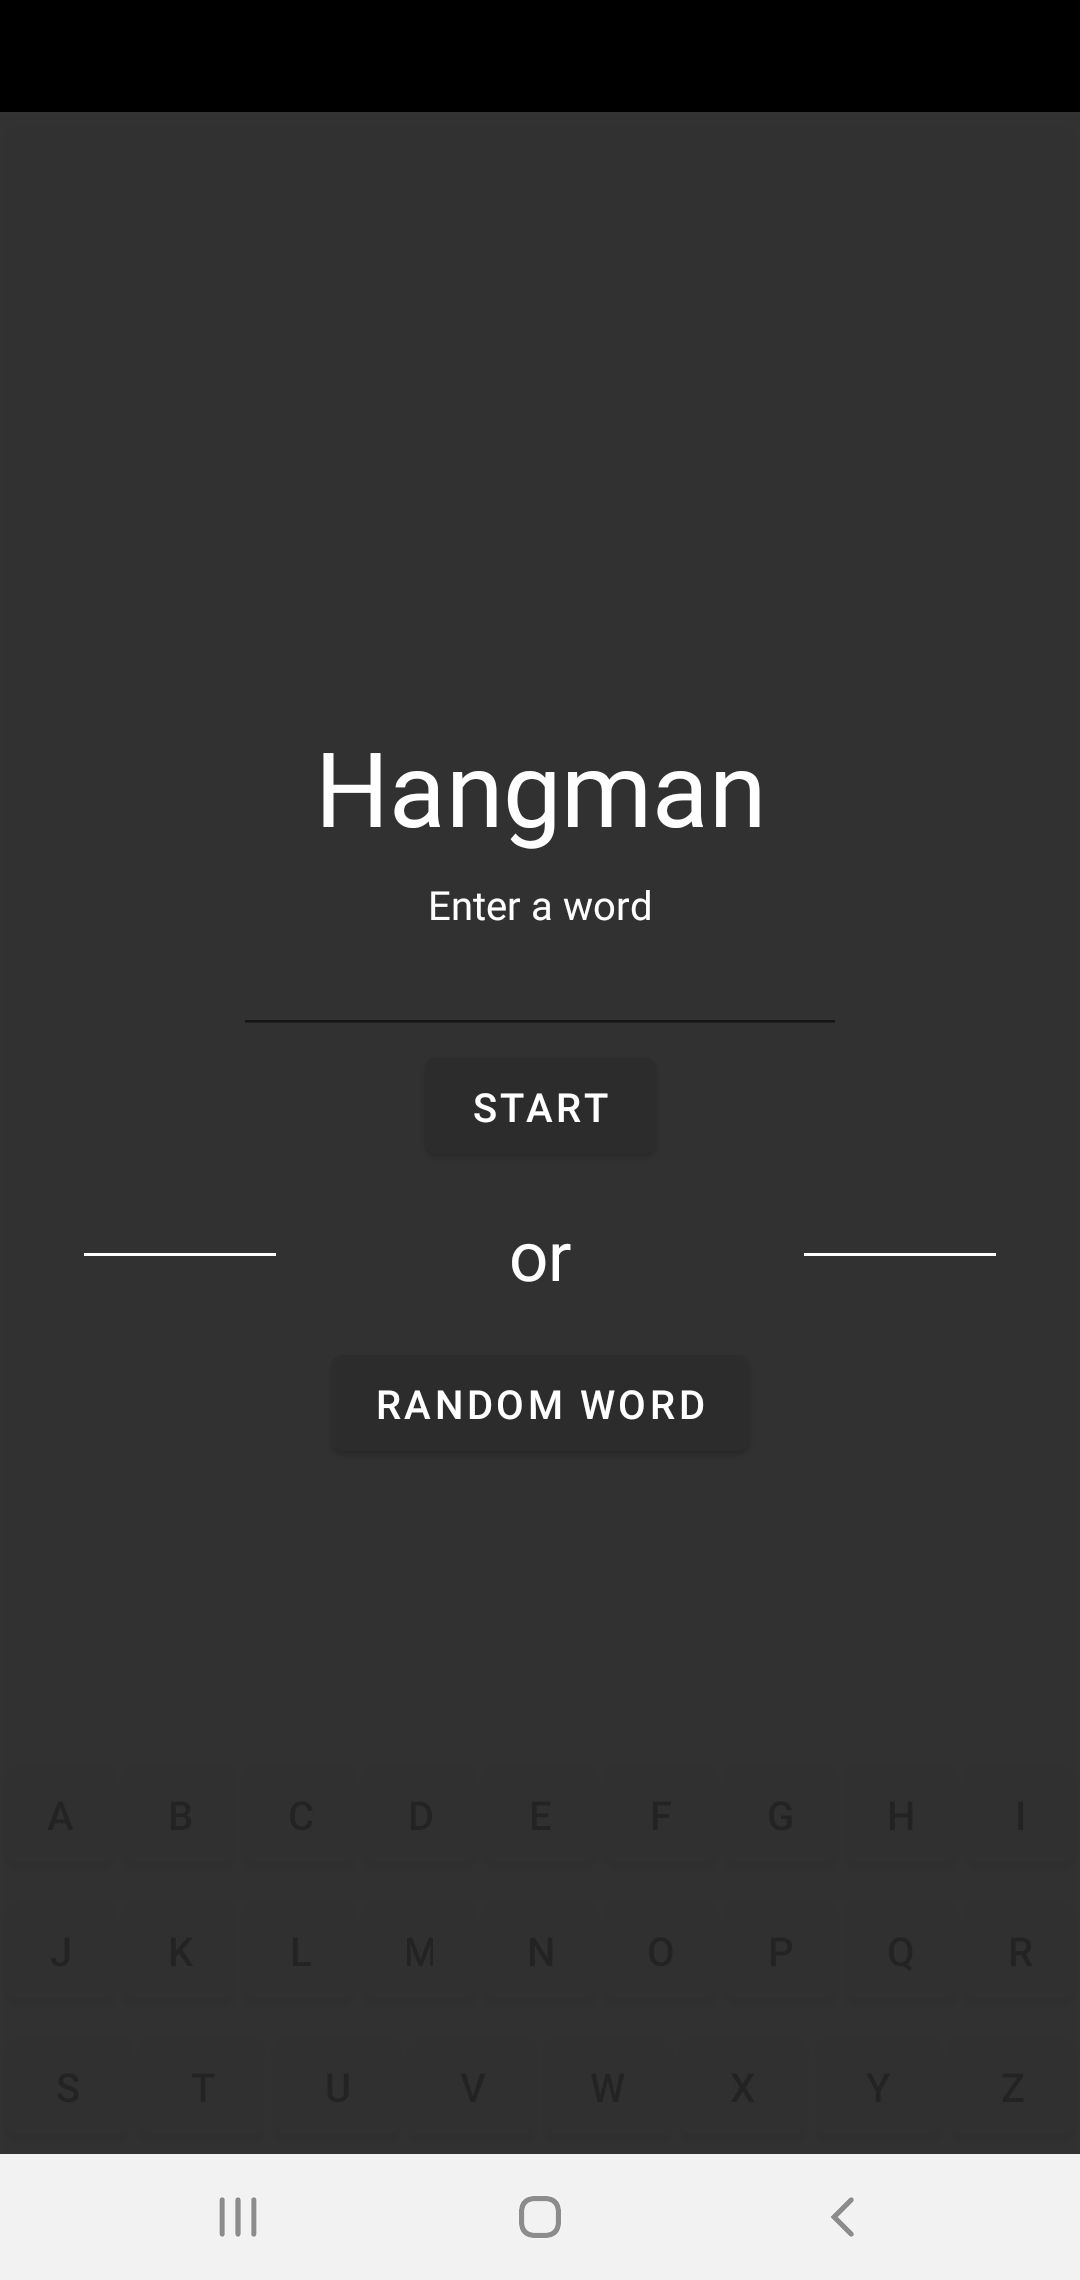 Hangman
Enter a word
START
or
RANDOM WORD
A B C D E F G H I
J K L M N O P Q R
S T U V W X Y Z